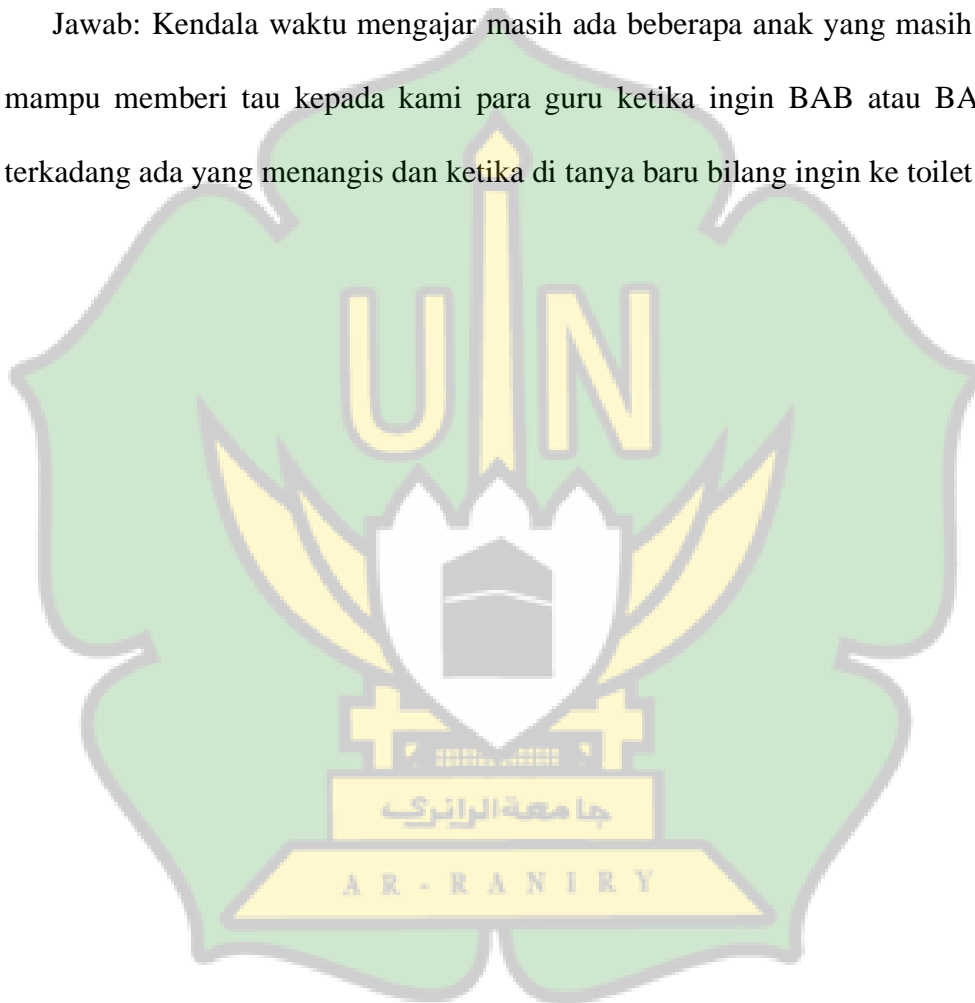 Jawab: Kendala waktu mengajar masih ada beberapa anak yang masih
mampu memberi tau kepada kami para guru ketika ingin BAB atau BA
terkadang ada yang menangis dan ketika di tanya baru bilang ingin ke toilet
UIN
جامعة الرانري
AR - RANIRY